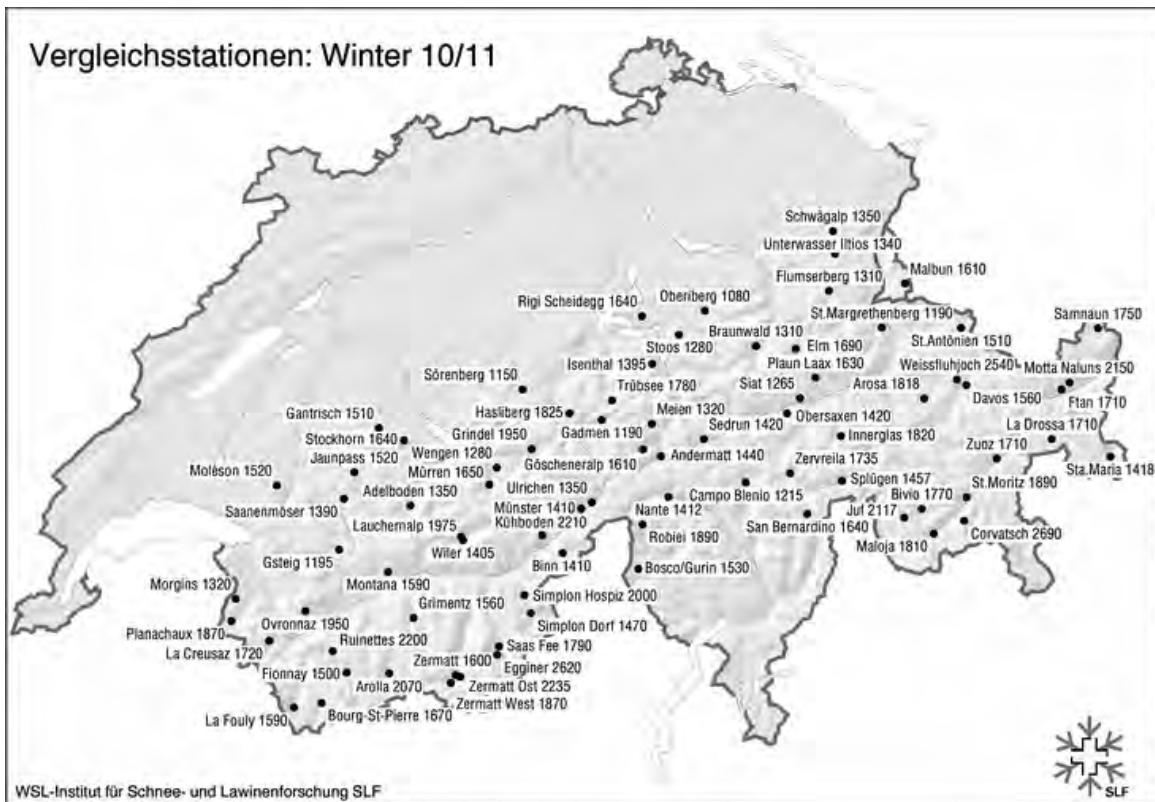 Vergleichsstationen: Winter 10/11
Schwägalp 1350
Unterwasser Iltios 1340
Flumserberg 1310
Malbun 1610
Rigi Scheidegg 1640
Oberiberg 1080
St.Margrethenberg 1190
Samnaun 1750
Braunwald 1310
Stoos 1280
Elm 1690
St.Antönien 1510
Isenthal 1395
Plaun Laax 1630
Weissfluhjoch 2540
Motta Naluns 2150
Sörenberg 1150
Trübsee 1780
Siat 1265
Arosa 1818
Davos 1560
Ftan 1710
Gantrisch 1510
Hasliberg 1825
Meien 1320
Obersaxen 1420
Stockhorn 1640
Grindel 1950
Gadmen 1190
Sedrun 1420
La Drossa 1710
Innerglas 1820
Zuoz 1710
Jaunpass 1520
Wengen 1280
Göscheneralp 1610
Andermatt 1440
Zervreila 1735
Sta.Maria 1418
Moléson 1520
Mürren 1650
Splügen 1457
St.Moritz 1890
Adelboden 1350
Ulrichen 1350
Campo Blenio 1215
Bivio 1770
Saanenmöser 1390
Münster 1410
Nante 1412
Juf 2117
Lauchernalp 1975
Kühboden 2210
San Bernardino 1640
Corvatsch 2690
Wiler 1405
Robiei 1890
Maloja 1810
Gsteig 1195
Binn 1410
Bosco/Gurin 1530
Morgins 1320
Montana 1590
Simplon Hospiz 2000
Grimentz 1560
Planachaux 1870
Ovronnaz 1950
Simplon Dorf 1470
La Creusaz 1720
Ruinettes 2200
Saas Fee 1790
Zermatt 1600
Egginer 2620
Fionnay 1500
Arolla 2070
Zermatt Ost 2235
Zermatt West 1870
La Fouly 1590
Bourg-St-Pierre 1670
WSL-Institut für Schnee- und Lawinenforschung SLF
SLF